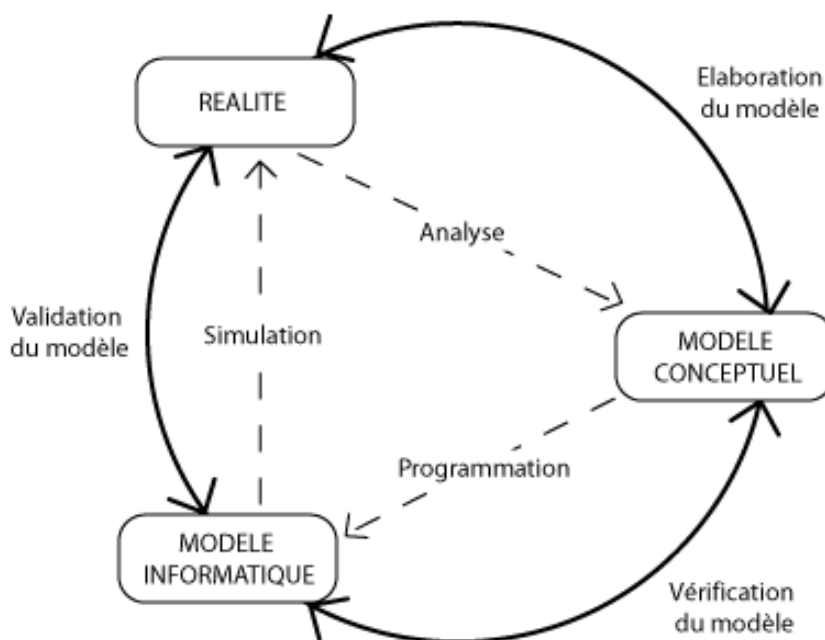 REALITE
Elaboration
du modèle
Analyse
Validation
du modèle
Simulation
MODELE
CONCEPTUEL
Programmation
MODELE
INFORMATIQUE
Vérification
du modèle